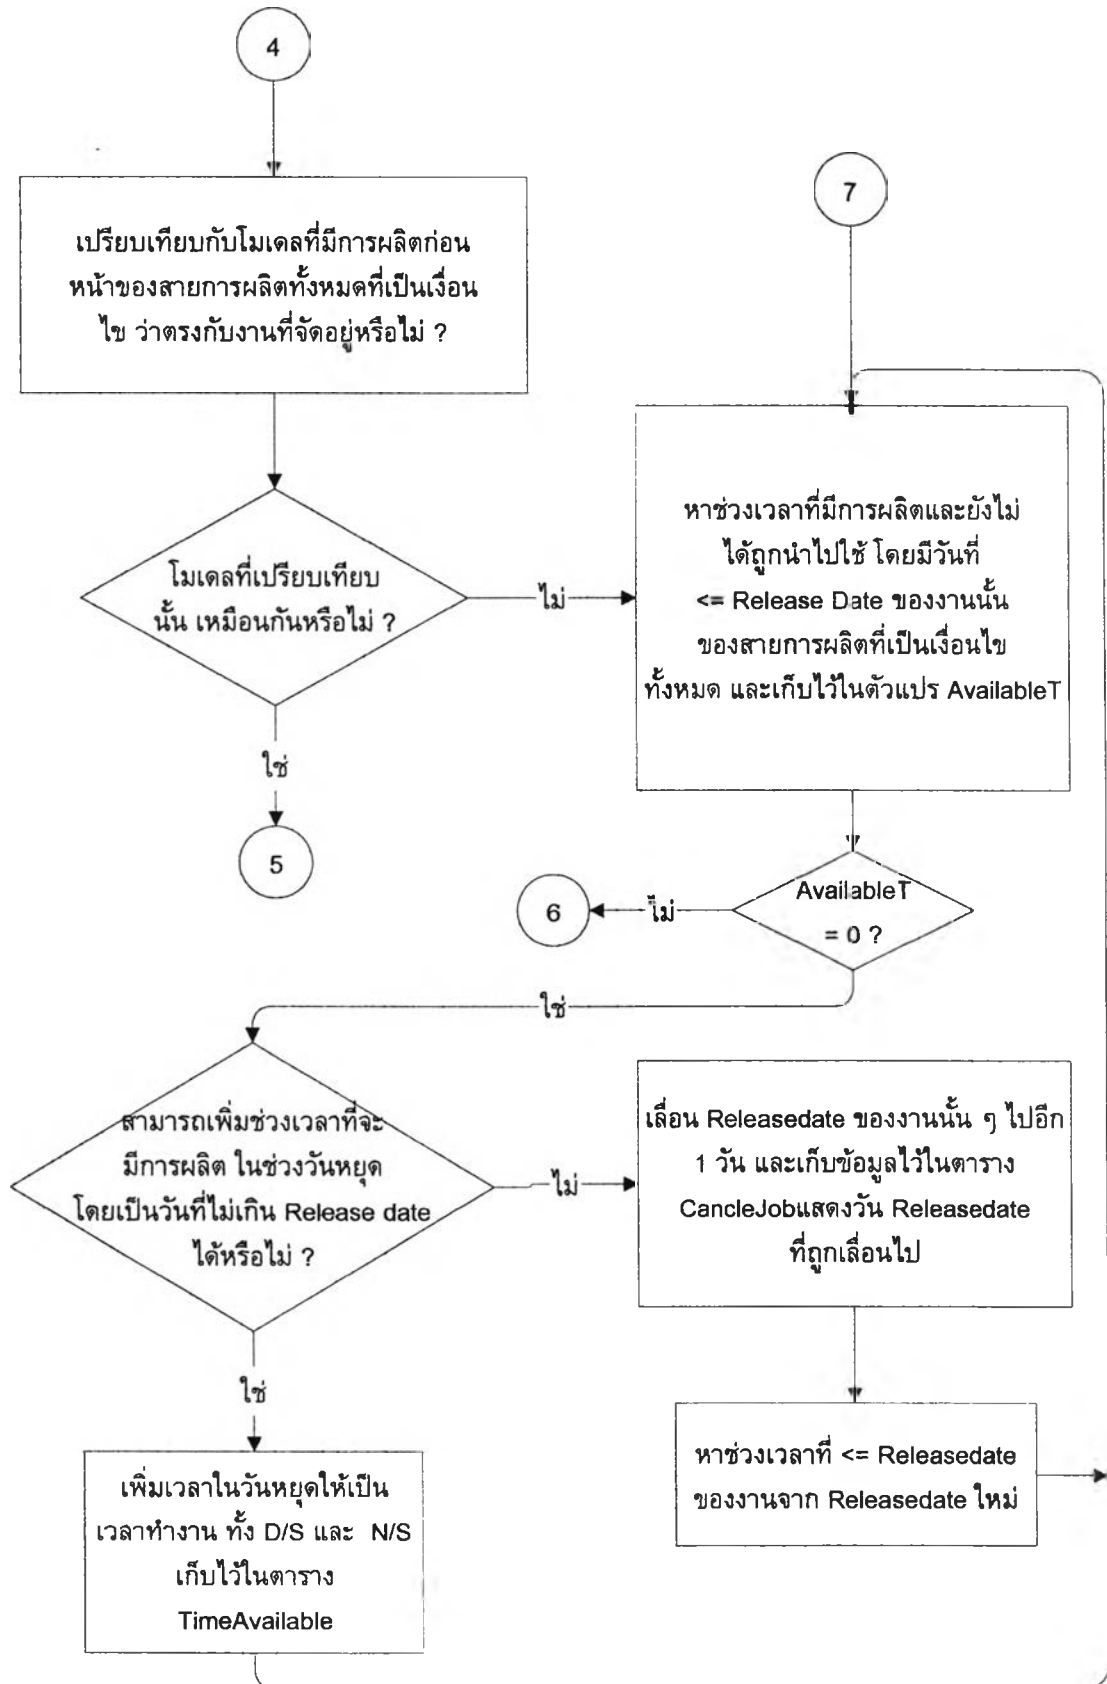 4
เปรียบเทียบกับโมเดลที่มีการผลิตก่อน
หน้าของสายการผลิตทั้งหมดที่เป็นเงื่อน
ไข ว่าตรงกับงานที่จัดอยู่หรือไม่ ?
โมเดลที่เปรียบเทียบ
นั้น เหมือนกันหรือไม่ ?
ไม่
ใช่
5
7
หาช่วงเวลาที่มีการผลิตและยังไม่
ได้ถูกนำไปใช้ โดยมีวันที่
<= Release Date ของงานนั้น
ของสายการผลิตที่เป็นเงื่อนไข
ทั้งหมด และเก็บไว้ในตัวแปร AvailableT
AvailableT
= 0 ?
ไม่
6
ใช่
สามารถเพิ่มช่วงเวลาที่จะ
มีการผลิต ในช่วงวันหยุด
โดยเป็นวันที่ไม่เกิน Release date
ได้หรือไม่ ?
ไม่
เลื่อน Releasedate ของงานนั้น ๆ ไปอีก
1 วัน และเก็บข้อมูลไว้ในตาราง
CancleJobแสดงวัน Releasedate
ที่ถูกเลื่อนไป
ใช่
เพิ่มเวลาในวันหยุดให้เป็น
เวลาทำงาน ทั้ง D/S และ N/S
เก็บไว้ในตาราง
TimeAvailable
หาช่วงเวลาที่ <= Releasedate
ของงานจาก Releasedate ใหม่